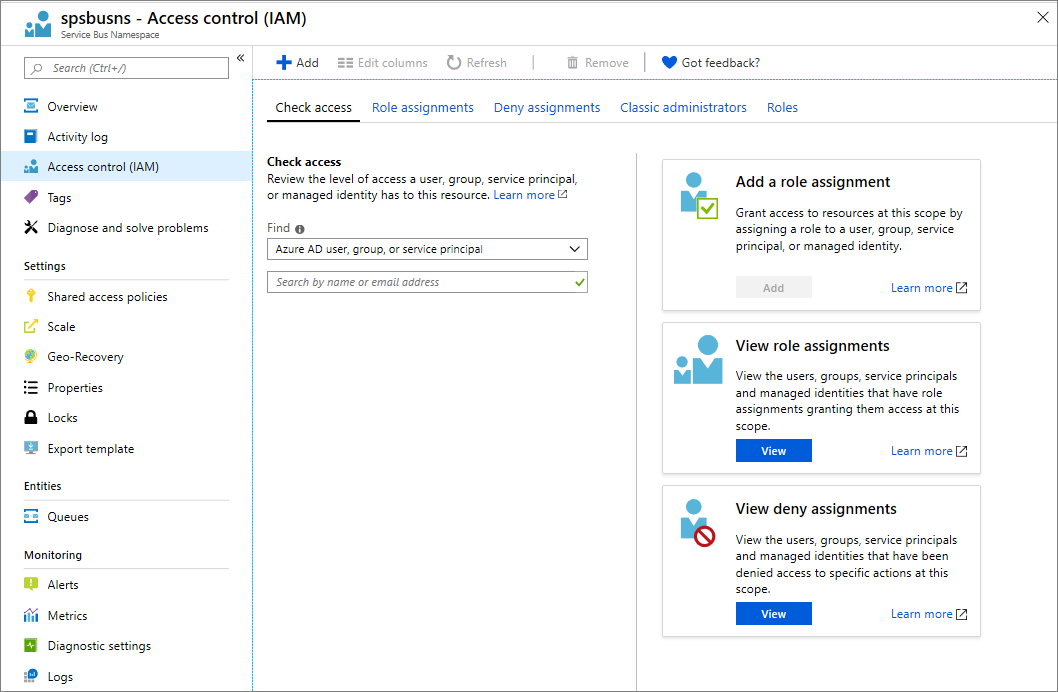 spsbusns - Access control (IAM)
Service Bus Namespace
Search (Ctrl+/)
Overview
Activity log
Access control (IAM)
Tags
Diagnose and solve problems
Settings
Shared access policies
Scale
Geo-Recovery
Properties
Locks
Export template
Entities
Queues
Monitoring
Alerts
Metrics
Diagnostic settings
Logs
Add
Edit columns
Refresh
Remove
Got feedback?
Check access
Role assignments
Deny assignments
Classic administrators
Roles
Check access
Review the level of access a user, group, service principal,
or managed identity has to this resource. Learn more
Find
Azure AD user, group, or service principal
Search by name or email address
Add a role assignment
Grant access to resources at this scope by
assigning a role to a user, group, service
principal, or managed identity.
Add
Learn more
View role assignments
View the users, groups, service principals
and managed identities that have role
assignments granting them access at this
scope.
View
Learn more
View deny assignments
View the users, groups, service principals
and managed identities that have been
denied access to specific actions at this
scope.
View
Learn more